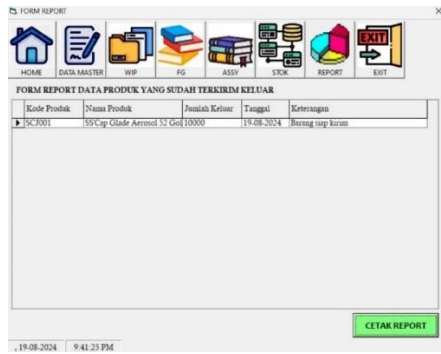 FORM REPORT
HOME DATA MASTER WIP FG ASSY STOK REPORT EXIT
FORM REPORT DATA PRODUK YANG SUDAH TERKIRIM KELUAR
Kode Produk Nama Produk Jumlah Keluar Tanggal Keterangan
SCJ001 SS'Cap Glade Aerosol 52 Gol 10000 19-08-2024 Barang siap kirim
CETAK REPORT
, 19-08-2024 9:41:25 PM